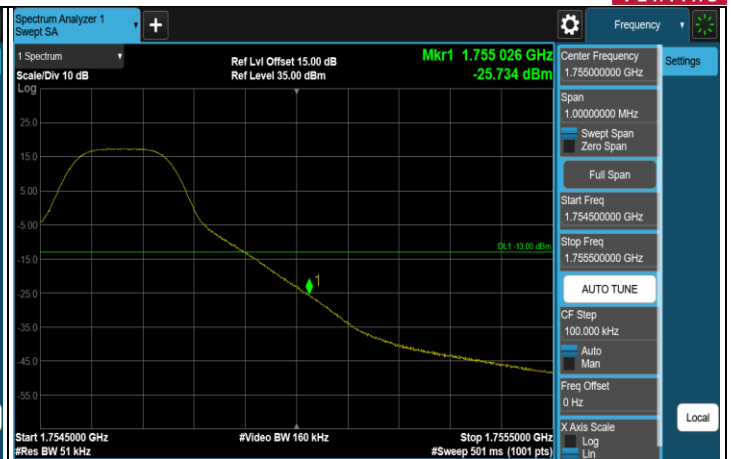 Spectrum Analyzer 1
Swept SA
+
Frequency
1 Spectrum
Scale/Div 10 dB
Log
Ref Lvl Offset 15.00 dB
Ref Level 35.00 dBm
Mkr1 1.755 026 GHz
-25.734 dBm
25.0
15.0
5.00
-5.00
-15.0
-25.0
-35.0
-45.0
-55.0
DL1 -13.00 dBm
1
Start 1.7545000 GHz
#Res BW 51 kHz
#Video BW 160 kHz
Stop 1.7555000 GHz
#Sweep 501 ms (1001 pts)
Center Frequency
1.755000000 GHz
Settings
Span
1.00000000 MHz
Swept Span
Zero Span
Full Span
Start Freq
1.754500000 GHz
Stop Freq
1.755500000 GHz
AUTO TUNE
CF Step
100.000 kHz
Auto
Man
Freq Offset
0 Hz
X Axis Scale
Log
Lin
Local